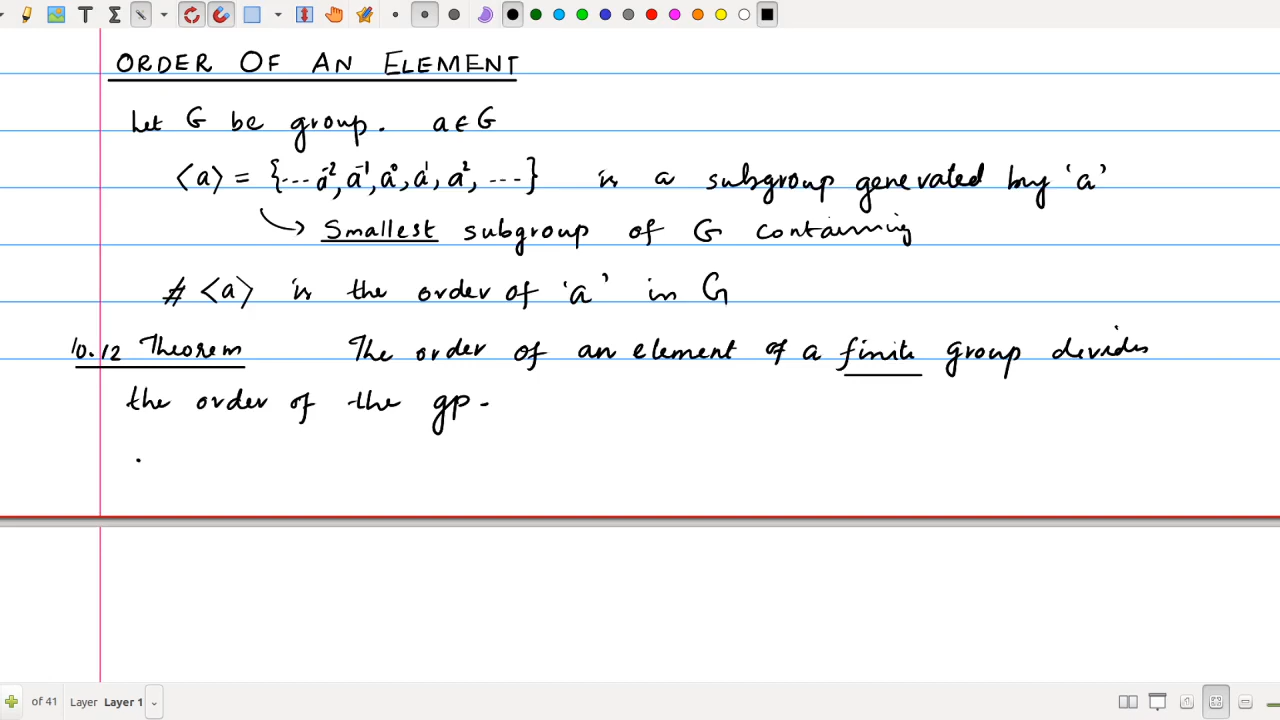 ORDER OF AN ELEMENT
Let G be group. a ∈ G
⟨a⟩ = {... a⁻², a⁻¹, a⁰, a¹, a², ...} is a subgroup generated by 'a'
↳ Smallest subgroup of G containing
# ⟨a⟩ is the order of 'a' in G
10.12 Theorem The order of an element of a finite group divides
the order of the gp.
of 41 Layer Layer 1